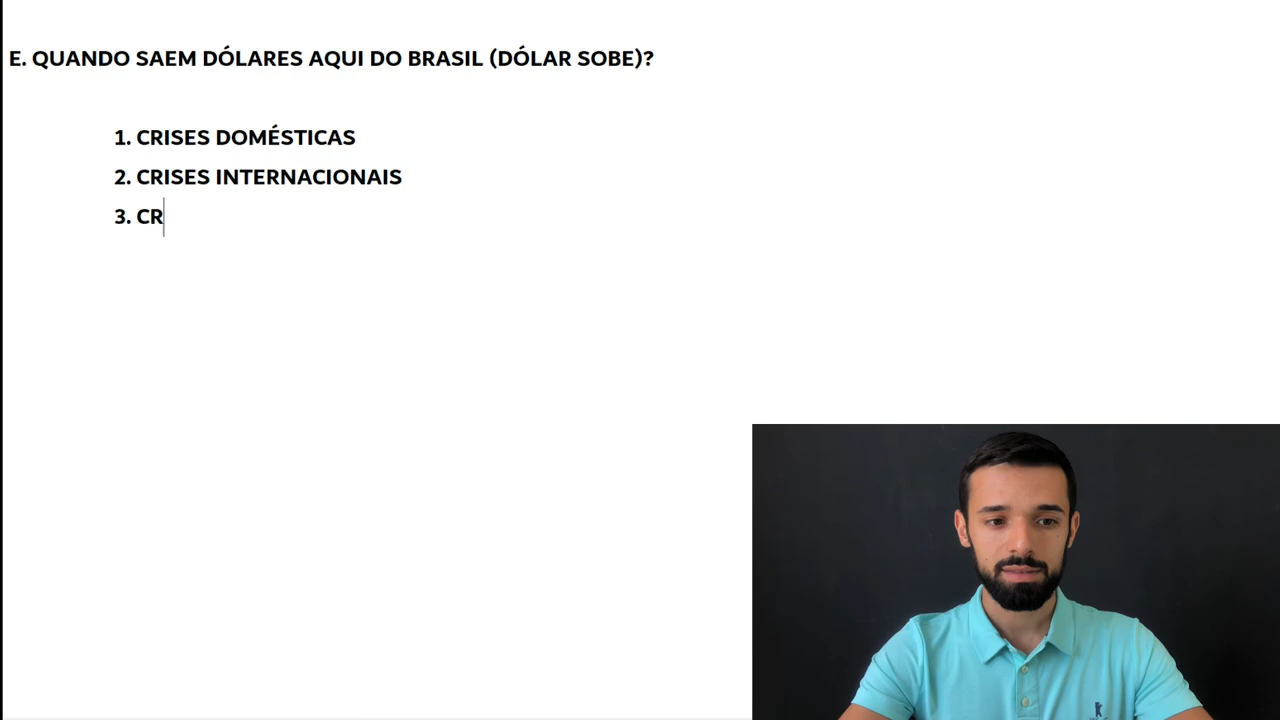 E. QUANDO SAEM DÓLARES AQUI DO BRASIL (DÓLAR SOBE)?
1. CRISES DOMÉSTICAS
2. CRISES INTERNACIONAIS
3. CR